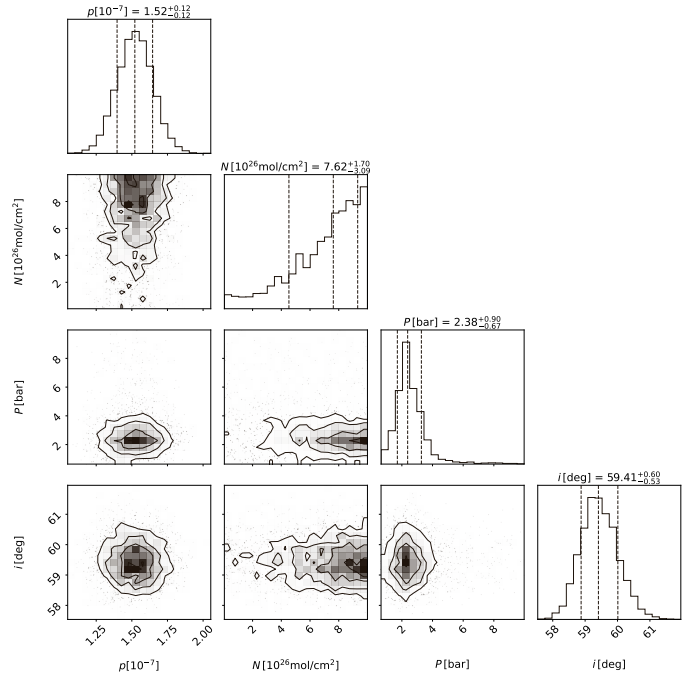 p[10⁻⁷] = 1.52+0.12−0.12
N[10²⁶mol/cm²] = 7.62+1.70−3.09
8
6
4
2
N[10²⁶mol/cm²]
P[bar] = 2.38+0.90−0.67
8
6
4
2
P[bar]
i[deg] = 59.41+0.60−0.53
61
60
59
58
i[deg]
1.25 1.50 1.75 2.00
2 4 6 8
2 4 6 8
58 59 60 61
p[10⁻⁷]
N[10²⁶mol/cm²]
P[bar]
i[deg]